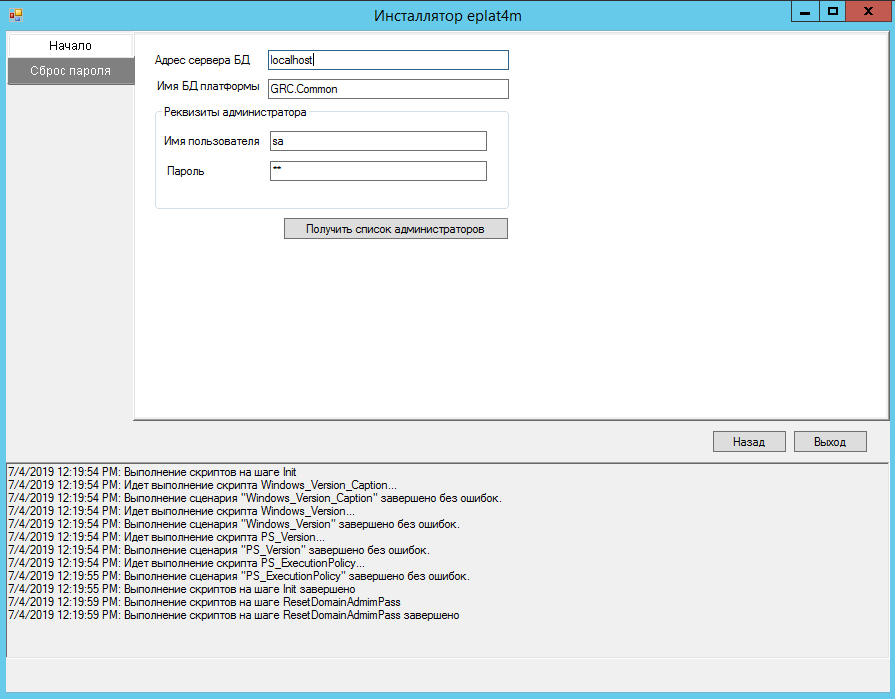 Инсталлятор eplat4m
Начало
Сброс пароля
Адрес сервера БД localhost
Имя БД платформы GRC.Common
Реквизиты администратора
Имя пользователя sa
Пароль **
Получить список администраторов
Назад Выход
7/4/2019 12:19:54 PM: Выполнение скриптов на шаге Init
7/4/2019 12:19:54 PM: Идет выполнение скрипта Windows_Version_Caption...
7/4/2019 12:19:54 PM: Выполнение сценария "Windows_Version_Caption" завершено без ошибок.
7/4/2019 12:19:54 PM: Идет выполнение скрипта Windows_Version...
7/4/2019 12:19:54 PM: Выполнение сценария "Windows_Version" завершено без ошибок.
7/4/2019 12:19:54 PM: Идет выполнение скрипта PS_Version...
7/4/2019 12:19:54 PM: Выполнение сценария "PS_Version" завершено без ошибок.
7/4/2019 12:19:54 PM: Идет выполнение скрипта PS_ExecutionPolicy...
7/4/2019 12:19:55 PM: Выполнение сценария "PS_ExecutionPolicy" завершено без ошибок.
7/4/2019 12:19:55 PM: Выполнение скриптов на шаге Init завершено
7/4/2019 12:19:59 PM: Выполнение скриптов на шаге ResetDomainAdmimPass
7/4/2019 12:19:59 PM: Выполнение скриптов на шаге ResetDomainAdmimPass завершено